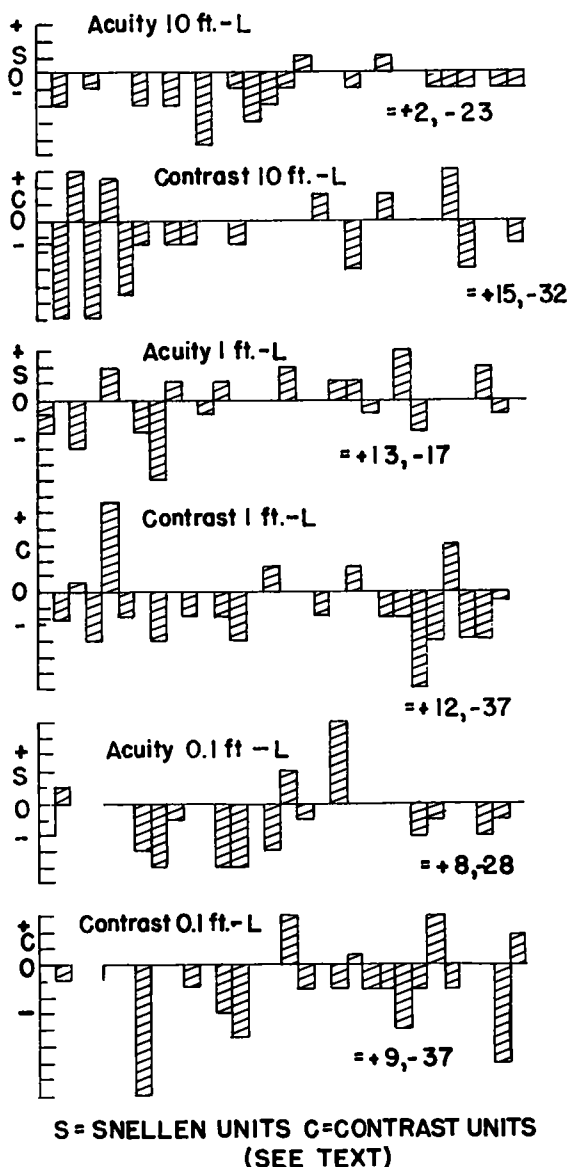 Acuity 10 ft.-L
+
S
O
-
=+2, -23
Contrast 10 ft.-L
+
C
O
-
=+15,-32
Acuity 1 ft.-L
+
S
O
-
=+13,-17
Contrast 1 ft.-L
+
C
O
-
=+12,-37
Acuity 0.1 ft -L
+
S
O
-
=+8,-28
Contrast 0.1 ft.-L
+
C
O
-
=+9,-37
S= SNELLEN UNITS C=CONTRAST UNITS
(SEE TEXT)